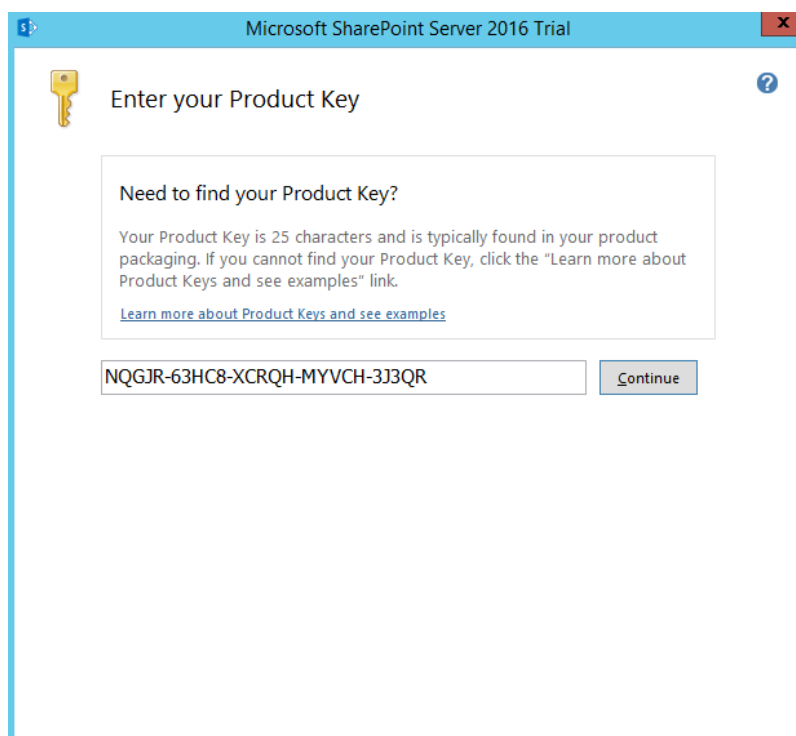 Microsoft SharePoint Server 2016 Trial
x
Enter your Product Key
?
Need to find your Product Key?
Your Product Key is 25 characters and is typically found in your product
packaging. If you cannot find your Product Key, click the “Learn more about
Product Keys and see examples” link.
Learn more about Product Keys and see examples
NQGJR-63HC8-XCRQH-MYVCH-3J3QR
Continue